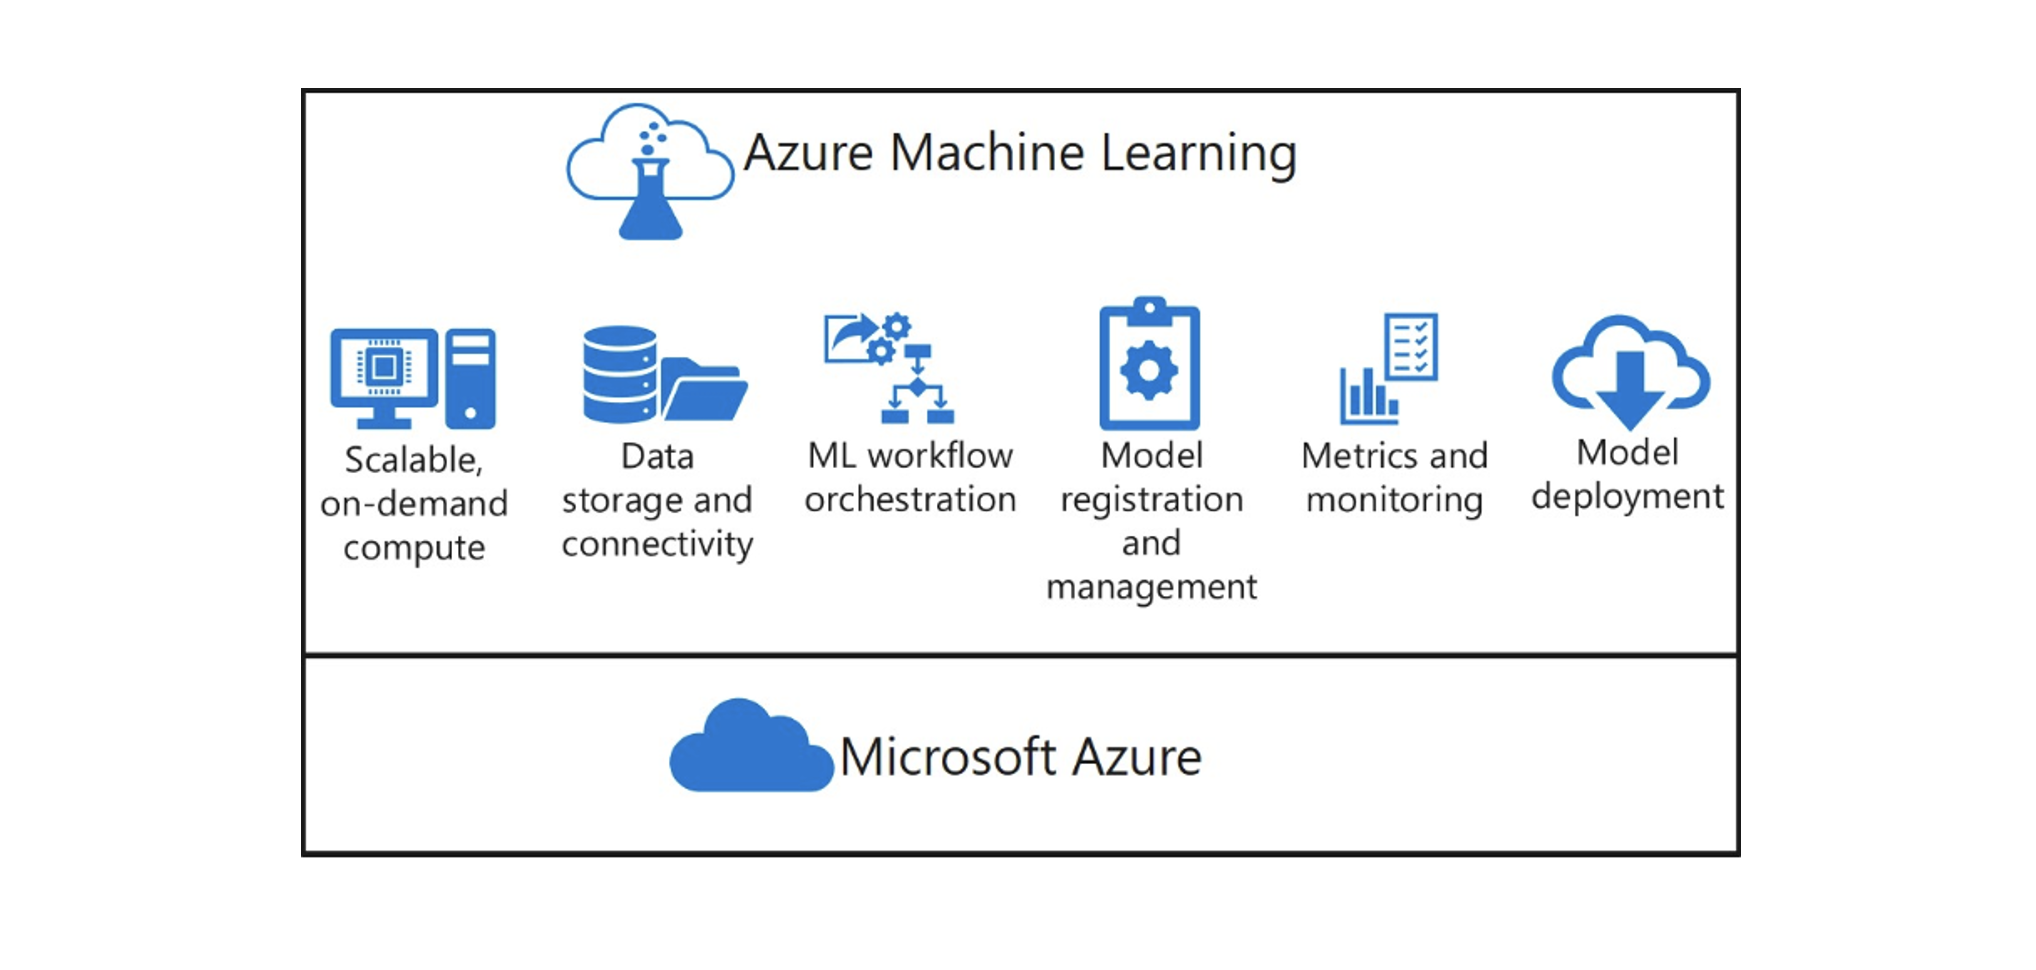 Azure Machine Learning
Scalable,
on-demand
compute
Data
storage and
connectivity
ML workflow
orchestration
Model
registration
and
management
Metrics and
monitoring
Model
deployment
Microsoft Azure